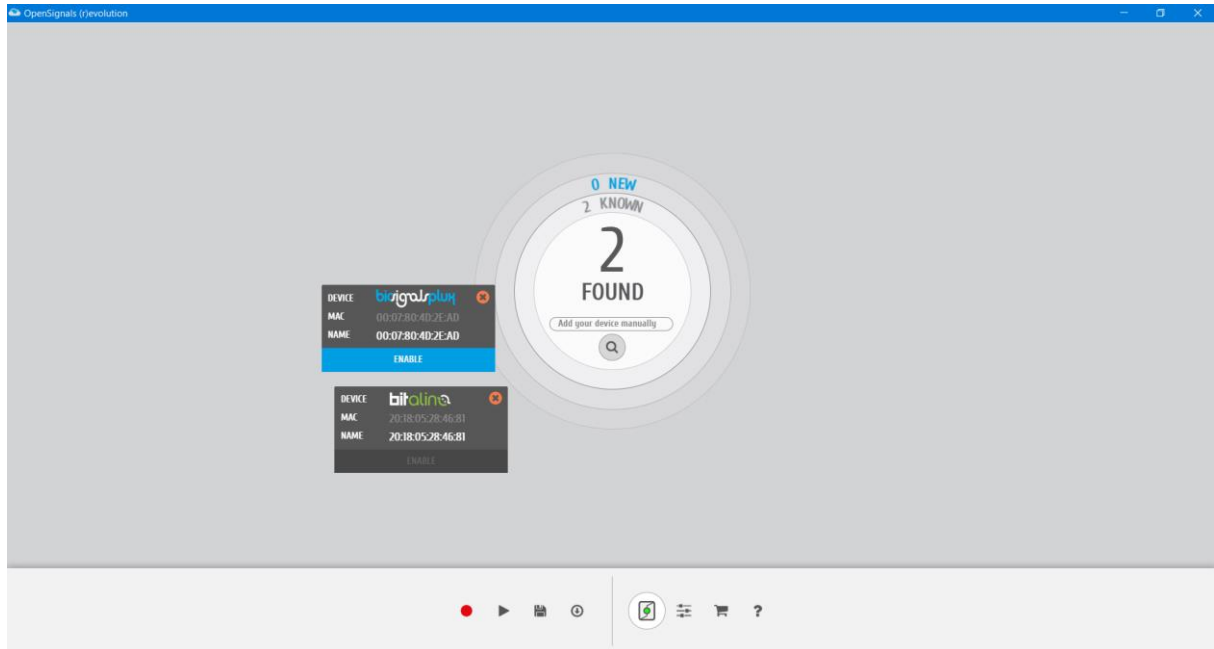 OpenSignals (r)evolution
0 NEW
2 KNOWN
2
FOUND
Add your device manually
DEVICE biosignalsplux
MAC 00:07:80:4D:2E:AD
NAME 00:07:80:4D:2E:AD
ENABLE
DEVICE bitalino
MAC 20:18:05:28:46:81
NAME 20:18:05:28:46:81
ENABLE
?